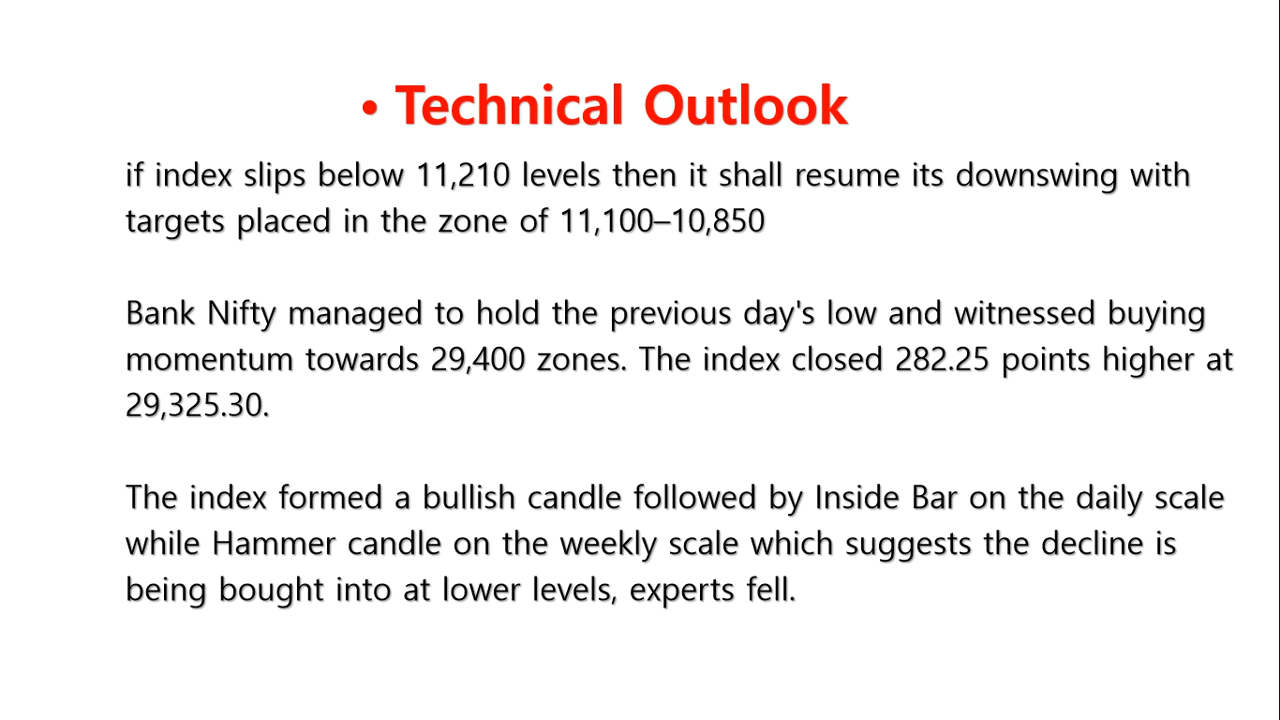 • Technical Outlook
if index slips below 11,210 levels then it shall resume its downswing with
targets placed in the zone of 11,100–10,850
Bank Nifty managed to hold the previous day's low and witnessed buying
momentum towards 29,400 zones. The index closed 282.25 points higher at
29,325.30.
The index formed a bullish candle followed by Inside Bar on the daily scale
while Hammer candle on the weekly scale which suggests the decline is
being bought into at lower levels, experts fell.